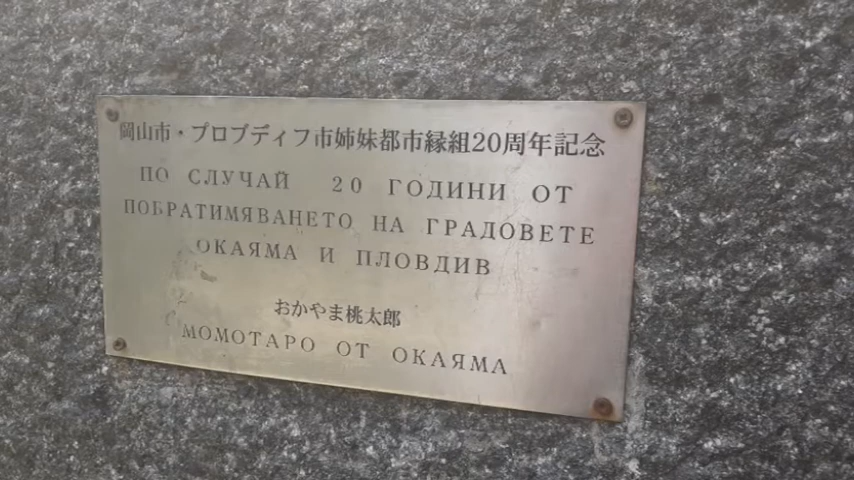 岡山市・プロブディフ市姉妹都市縁組20周年記念
ПО СЛУЧАЙ 20 ГОДИНИ ОТ
ПОБРАТИМЯВАНЕТО НА ГРАДОВЕТЕ
ОКАЯМА И ПЛОВДИВ
おかやま桃太郎
МОМОТАРО ОТ ОКАЯМА